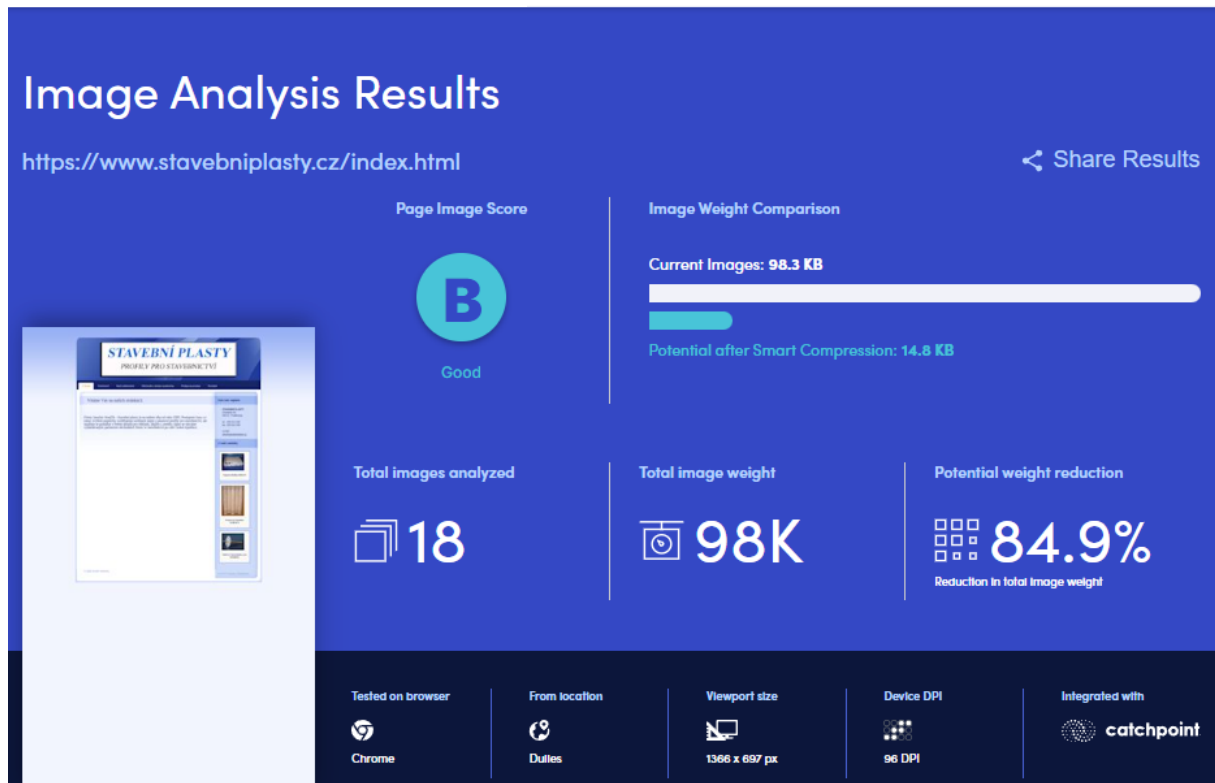 Image Analysis Results
https://www.stavebniplasty.cz/index.html
Share Results
Page Image Score
B
Good
Image Weight Comparison
Current Images: 98.3 KB
Potential after Smart Compression: 14.8 KB
STAVEBNÍ PLASTY
PROFILY PRO STAVEBNICTVÍ
Total images analyzed
18
Total image weight
98K
Potential weight reduction
84.9%
Reduction in total image weight
Tested on browser
Chrome
From location
Dulles
Viewport size
1366 x 697 px
Device DPI
96 DPI
Integrated with
catchpoint